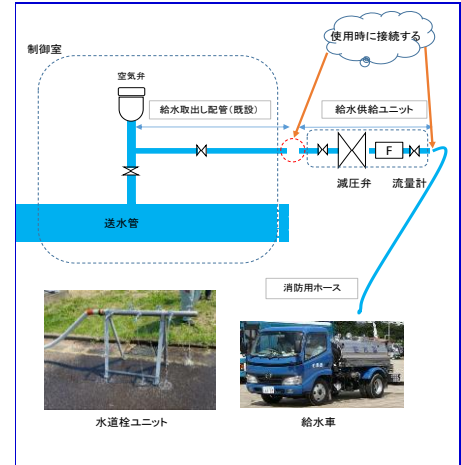 使用時に接続する
制御室
空気弁
給水取出し配管（既設）
給水供給ユニット
F
減圧弁
流量計
送水管
消防用ホース
水道栓ユニット
給水車